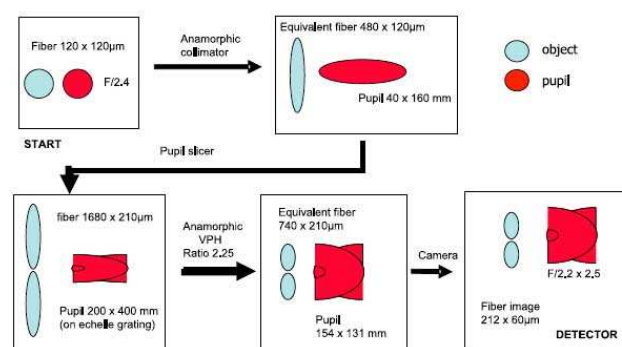 Fiber 120 x 120µm
F/2.4
START
Anamorphic
collimator
Equivalent fiber 480 x 120µm
Pupil 40 x 160 mm
object
pupil
Pupil slicer
fiber 1680 x 210µm
Pupil 200 x 400 mm
(on echelle grating)
Anamorphic
VPH
Ratio 2.25
Equivalent fiber
740 x 210µm
Pupil
154 x 131 mm
Camera
F/2.2 x 2.5
Fiber image
212 x 60µm
DETECTOR